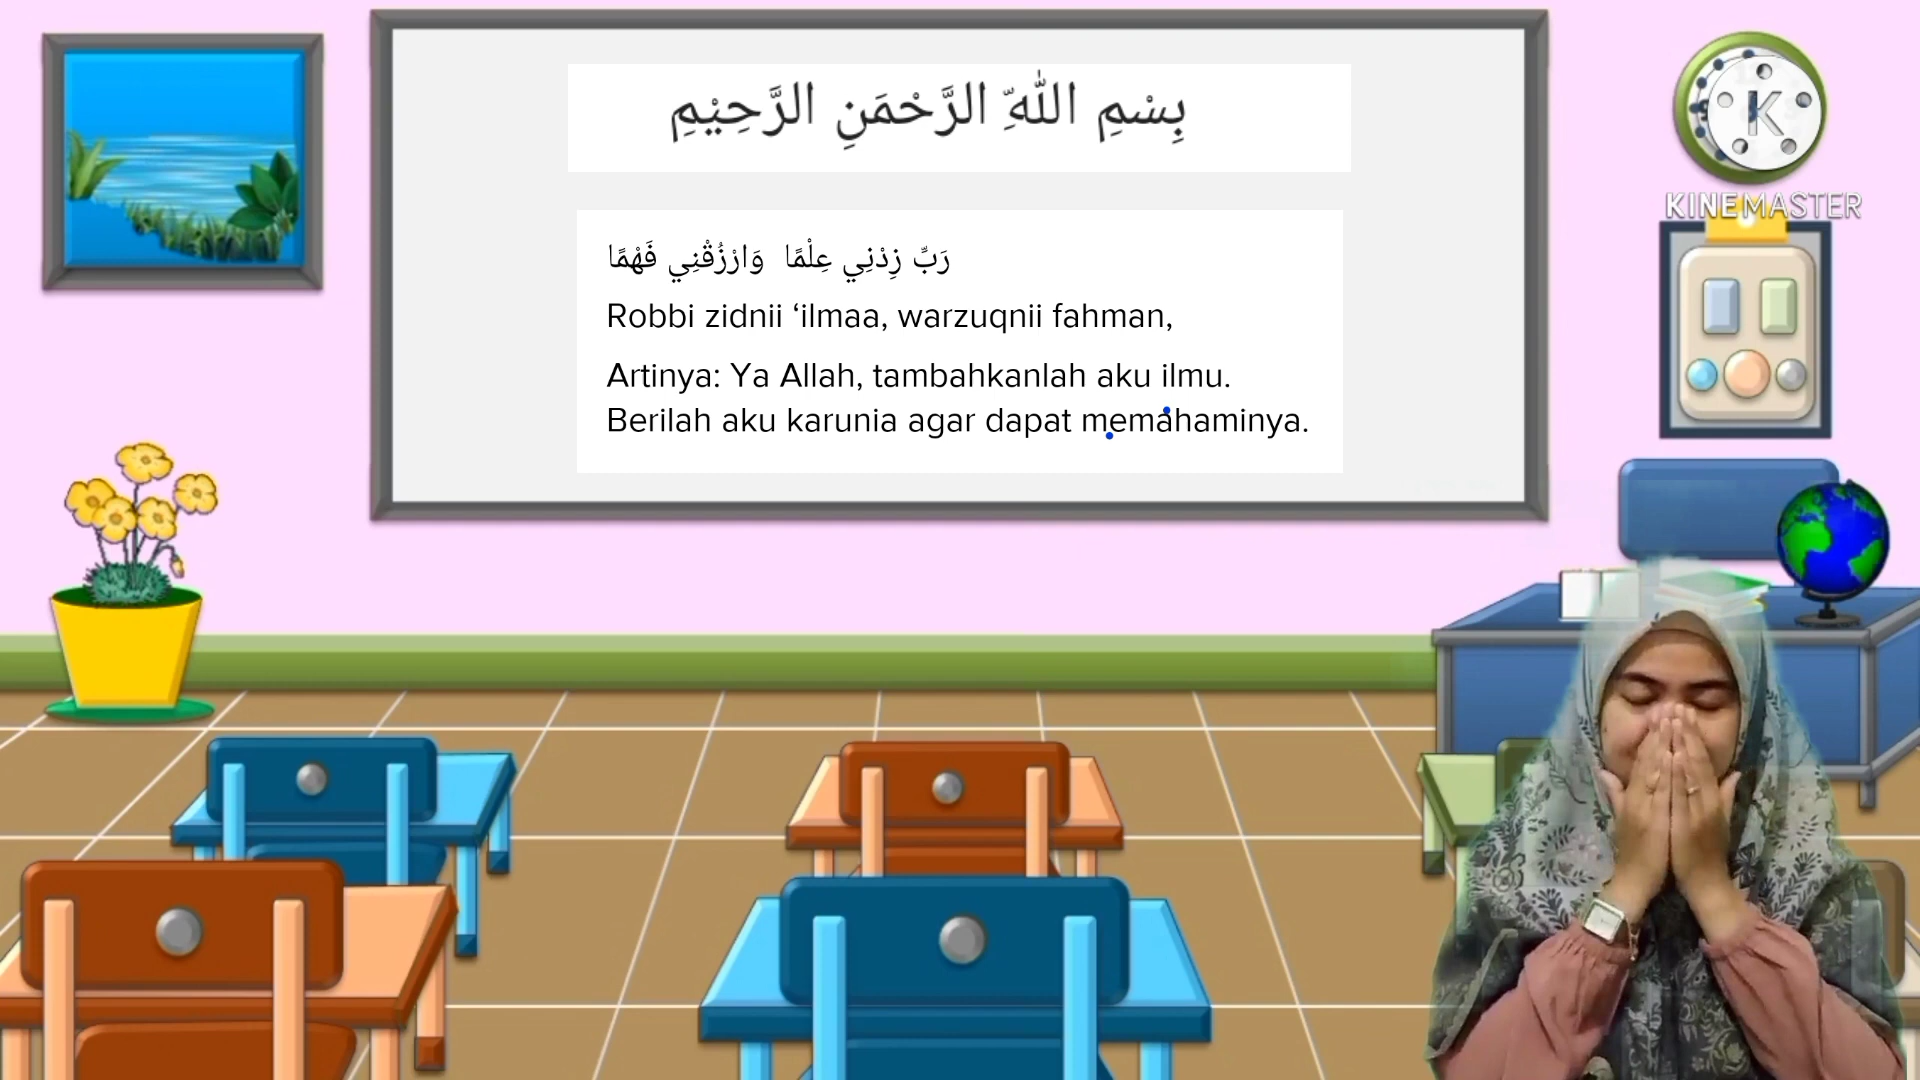 بِسْمِ اللهِّ الرَّحْمَنِ الرَّحِيْمِ
رَبِّ زِدْنِي عِلْمًا وَارْزُقْنِي فَهْمًا
Robbi zidnii ‘ilmaa, warzuqnii fahman,
Artinya: Ya Allah, tambahkanlah aku ilmu.
Berilah aku karunia agar dapat memahaminya.
K
KINEMASTER